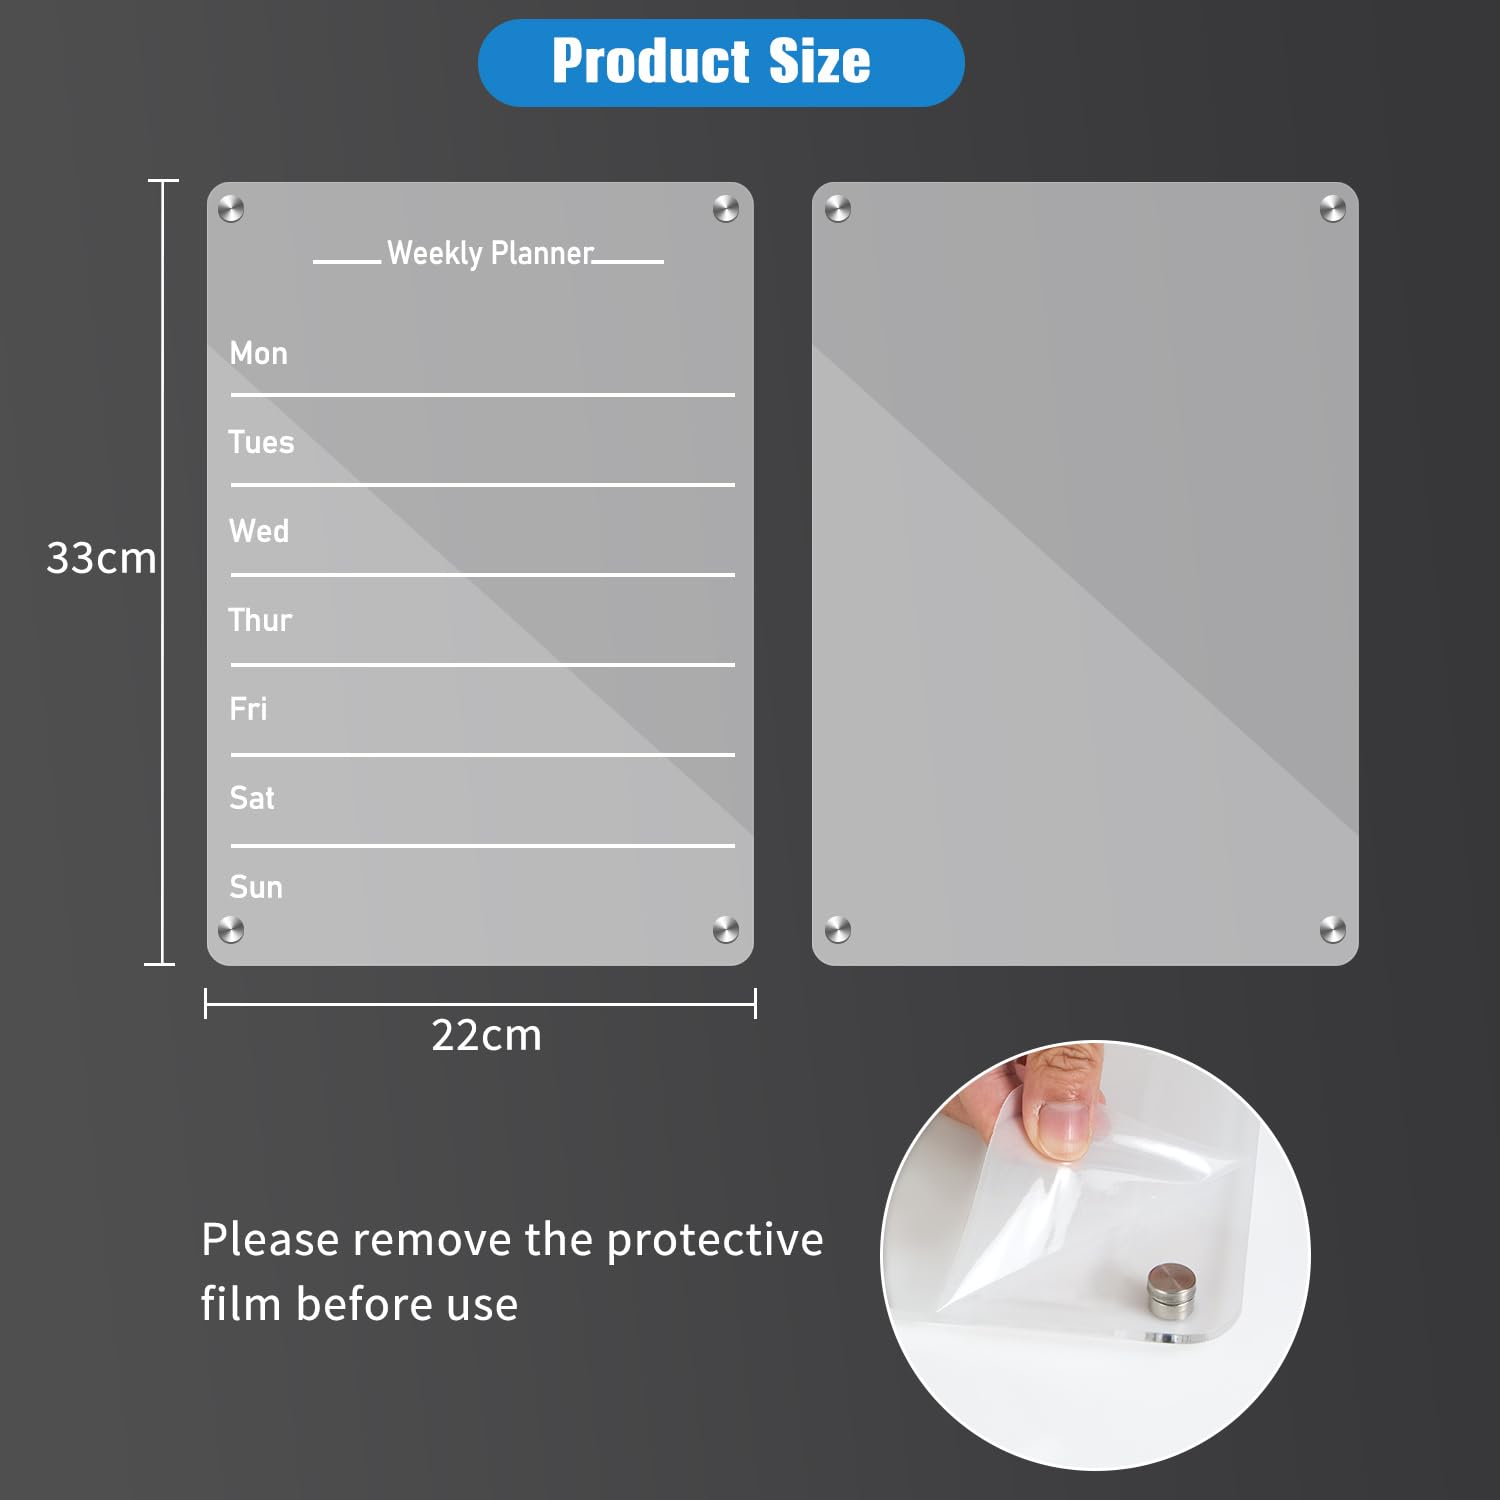 Product Size
Weekly Planner
Mon
Tues
Wed
Thur
Fri
Sat
Sun
33cm
22cm
Please remove the protective
film before use